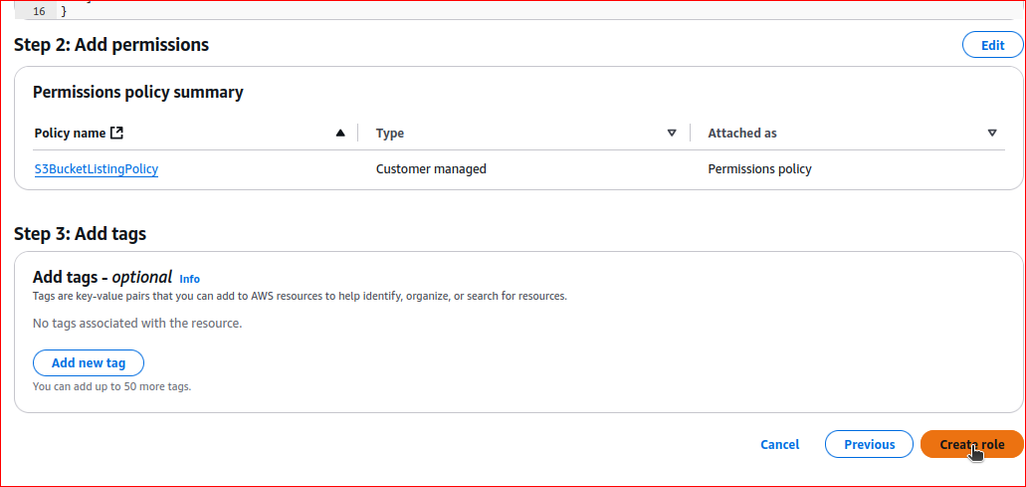 16 }
Step 2: Add permissions
Edit
Permissions policy summary
Policy name Type Attached as
S3BucketListingPolicy Customer managed Permissions policy
Step 3: Add tags
Add tags - optional Info
Tags are key-value pairs that you can add to AWS resources to help identify, organize, or search for resources.
No tags associated with the resource.
Add new tag
You can add up to 50 more tags.
Cancel Previous Create role